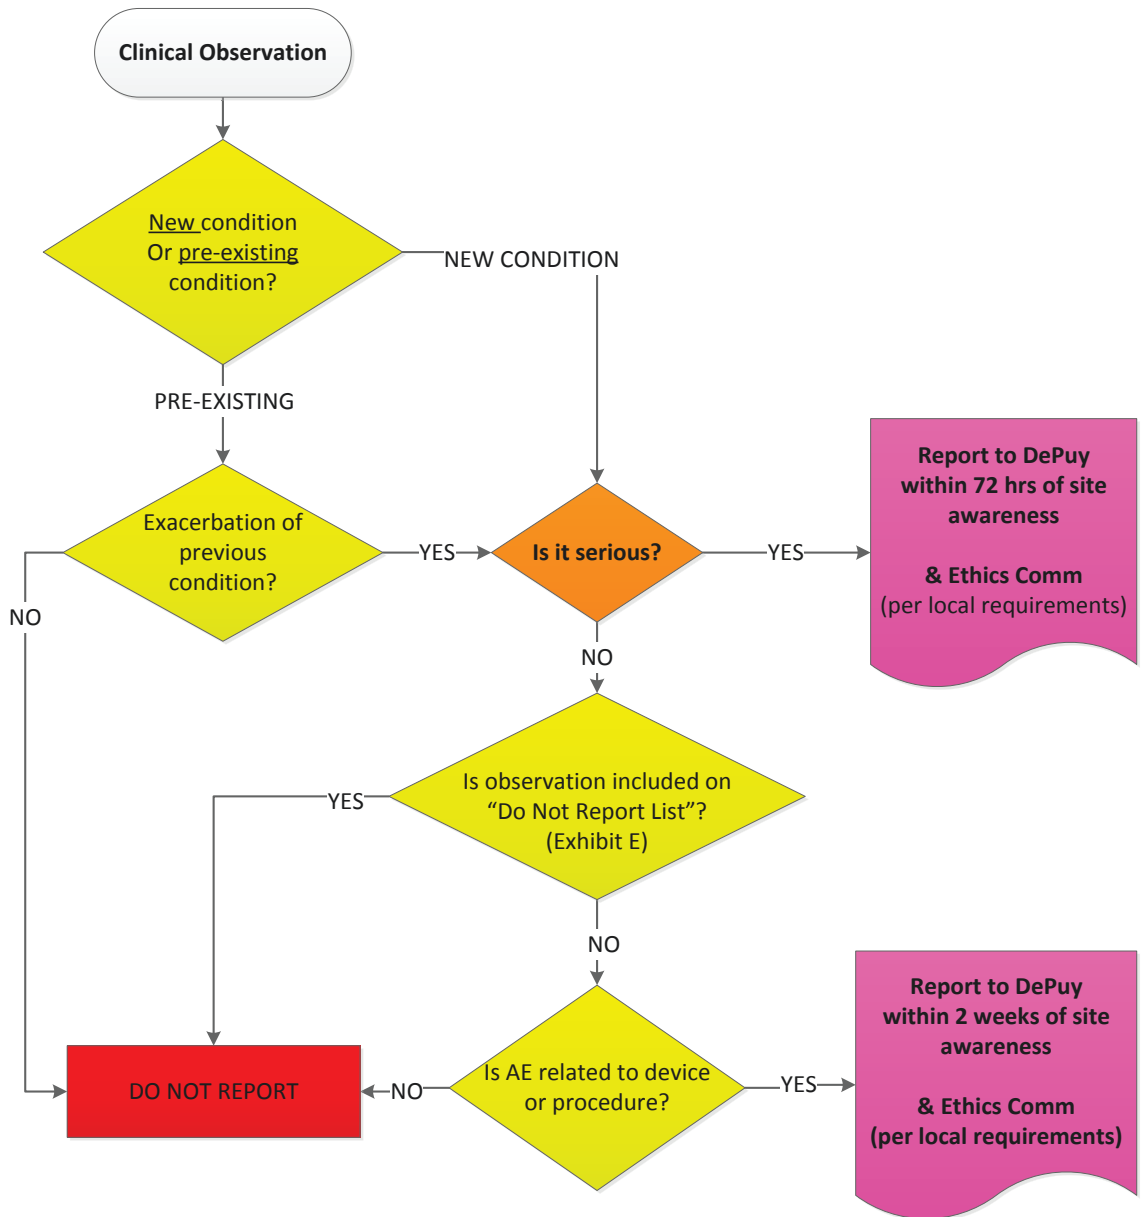 Clinical Observation
New condition
Or pre-existing
condition?
NEW CONDITION
PRE-EXISTING
Exacerbation of
previous
condition?
YES
NO
Is it serious?
YES
Report to DePuy
within 72 hrs of site
awareness
& Ethics Comm
(per local requirements)
NO
Is observation included on
“Do Not Report List”?
(Exhibit E)
YES
NO
Is AE related to device
or procedure?
NO
DO NOT REPORT
YES
Report to DePuy
within 2 weeks of site
awareness
& Ethics Comm
(per local requirements)